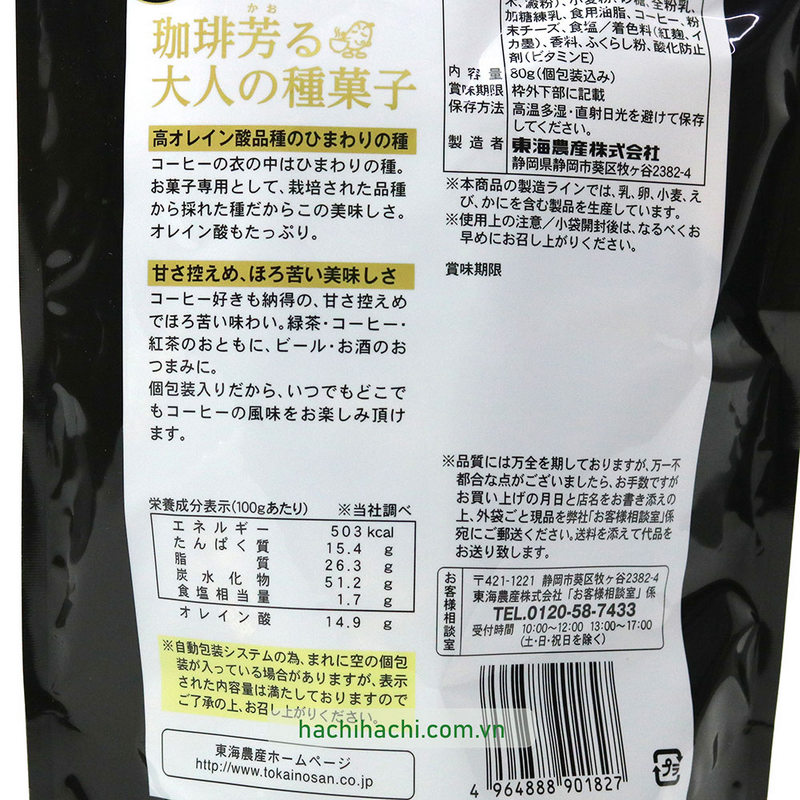 かお
珈琲芳る
大人の種菓子
高オレイン酸品種のひまわりの種
コーヒーの衣の中はひまわりの種。
お菓子専用として、栽培された品種
から採れた種だからこの美味しさ。
オレイン酸もたっぷり。
甘さ控えめ、ほろ苦い美味しさ
コーヒー好きも納得の、甘さ控えめ
でほろ苦い味わい。緑茶・コーヒー・
紅茶のおともに、ビール・お酒のお
つまみに。
個包装入りだから、いつでもどこで
もコーヒーの風味をお楽しみ頂け
ます。
栄養成分表示(100gあたり) ※当社調べ
エネルギー 503 kcal
たんぱく質 15.4 g
脂質 26.3 g
炭水化物 51.2 g
食塩相当量 1.7 g
オレイン酸 14.9 g
※自動包装システムの為、まれに空の個包
装が入っている場合がありますが、表示
された内容量は満たしておりますので
ご了承の上、お召し上がりください。
東海農産ホームページ
http://www.tokainosan.co.jp
米、澱粉)、小麦粉、砂糖、全粉乳、
加糖練乳、食用油脂、コーヒー、粉
末チーズ、食塩/着色料(紅麹、イ
カ墨)、香料、ふくらし粉、酸化防止
剤(ビタミンE)
内容量 80g(個包装込み)
賞味期限 枠外下部に記載
保存方法 高温多湿・直射日光を避けて保存
してください。
製造者 東海農産株式会社
静岡県静岡市葵区牧ヶ谷2382-4
※本商品の製造ラインでは、乳、卵、小麦、え
び、かにを含む製品を生産しています。
※使用上の注意/小袋開封後は、なるべくお
早めにお召し上がりください。
賞味期限
※品質には万全を期しておりますが、万一不
都合な点がございましたら、お手数ですが
お買い上げの月日と店名をお書き添えの
上、外袋ごと現品を弊社「お客様相談室」係
宛にご郵送ください。送料を添えて代品を
お送り致します。
お客様相談室
〒421-1221 静岡市葵区牧ヶ谷2382-4
東海農産株式会社「お客様相談室」係
TEL.0120-58-7433
受付時間 10:00〜12:00 13:00〜17:00
(土・日・祝日を除く)
4 964888 901827
プラ
hachihachi.com.vn